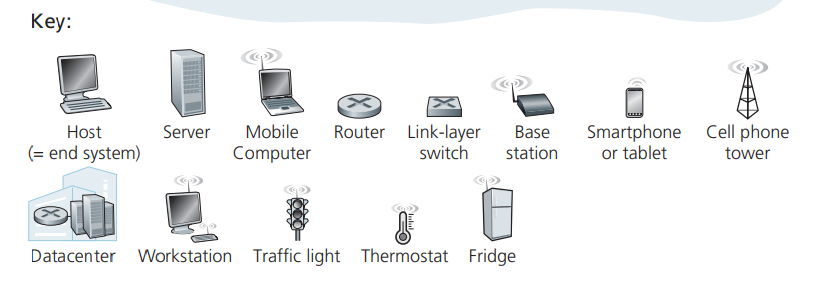 Key:
Host Server Mobile Router Link-layer Base Smartphone Cell phone
(= end system) Computer switch station or tablet tower
Datacenter Workstation Traffic light Thermostat Fridge